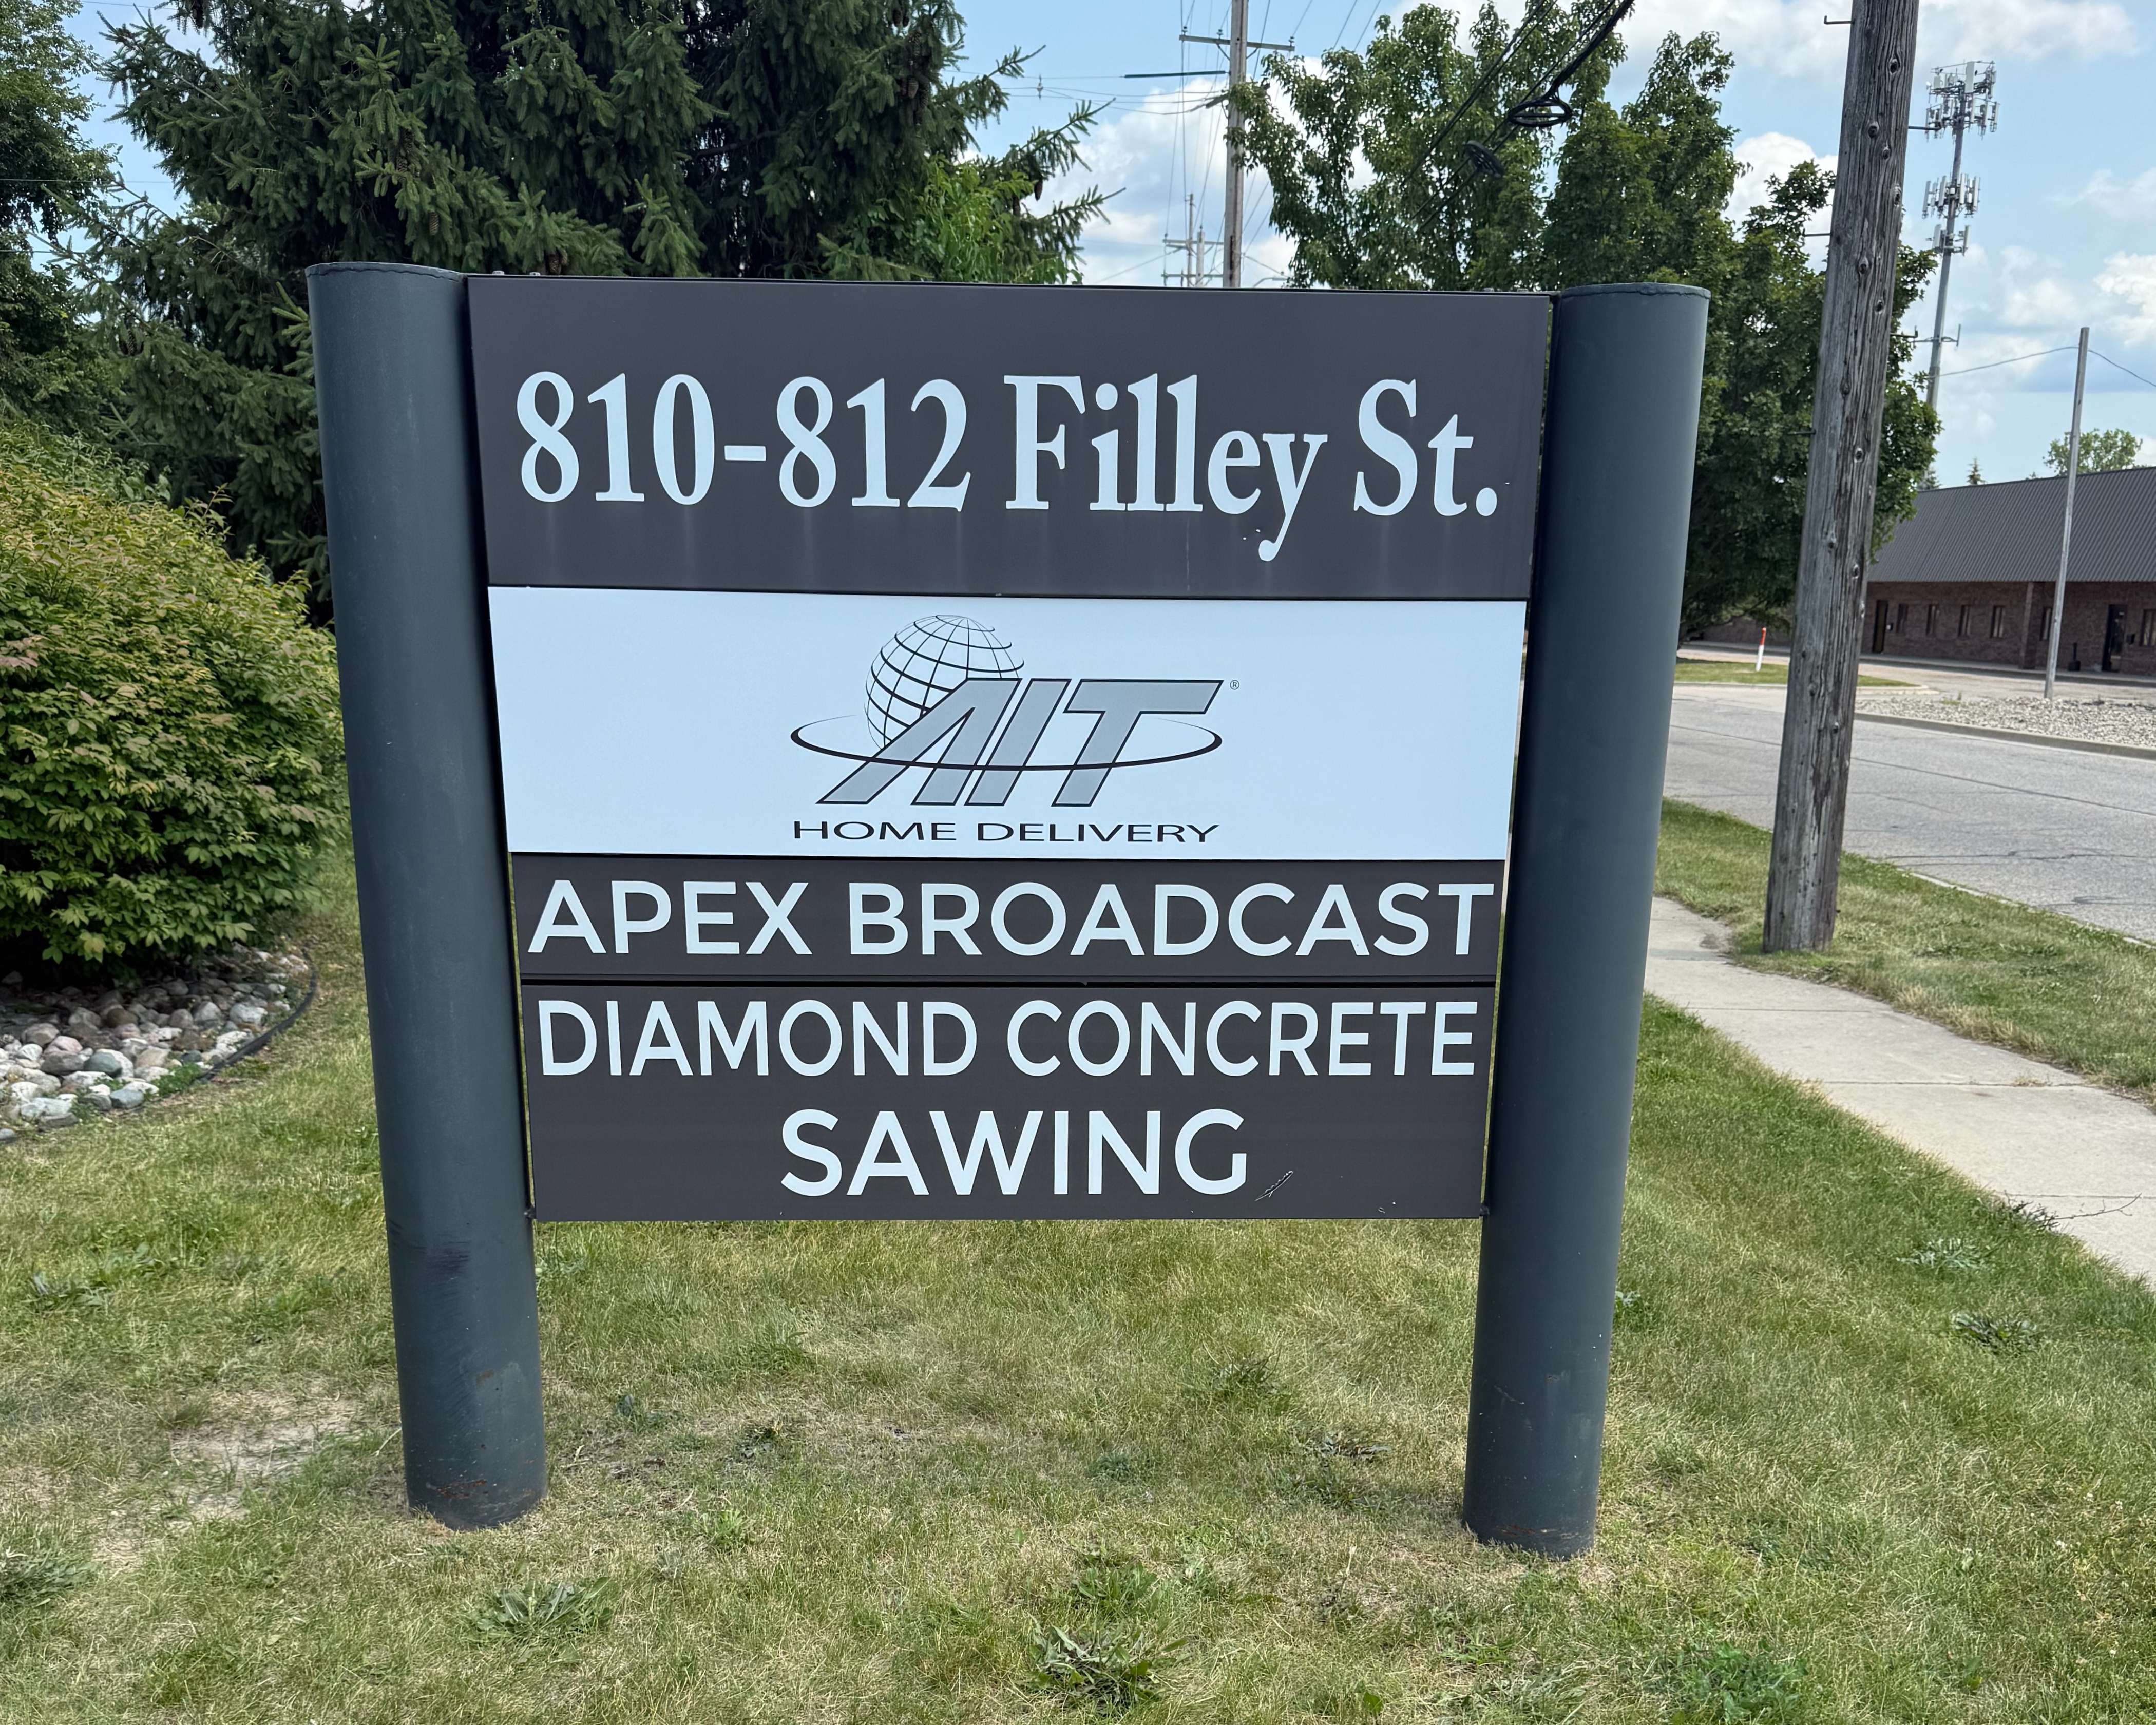 810-812 Filley St.
AIT®
HOME DELIVERY
APEX BROADCAST
DIAMOND CONCRETE
SAWING